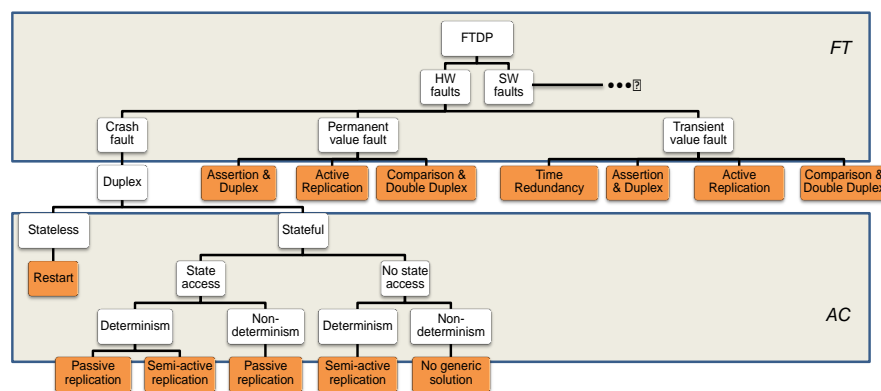 FTDP
FT
HW
faults
SW
faults
•••⍰
Crash
fault
Permanent
value fault
Transient
value fault
Duplex
Assertion &
Duplex
Active
Replication
Comparison &
Double Duplex
Time
Redundancy
Assertion
& Duplex
Active
Replication
Comparison &
Double Duplex
Stateless
Stateful
Restart
State
access
No state
access
Determinism
Non-
determinism
Determinism
Non-
determinism
AC
Passive
replication
Semi-active
replication
Passive
replication
Semi-active
replication
No generic
solution